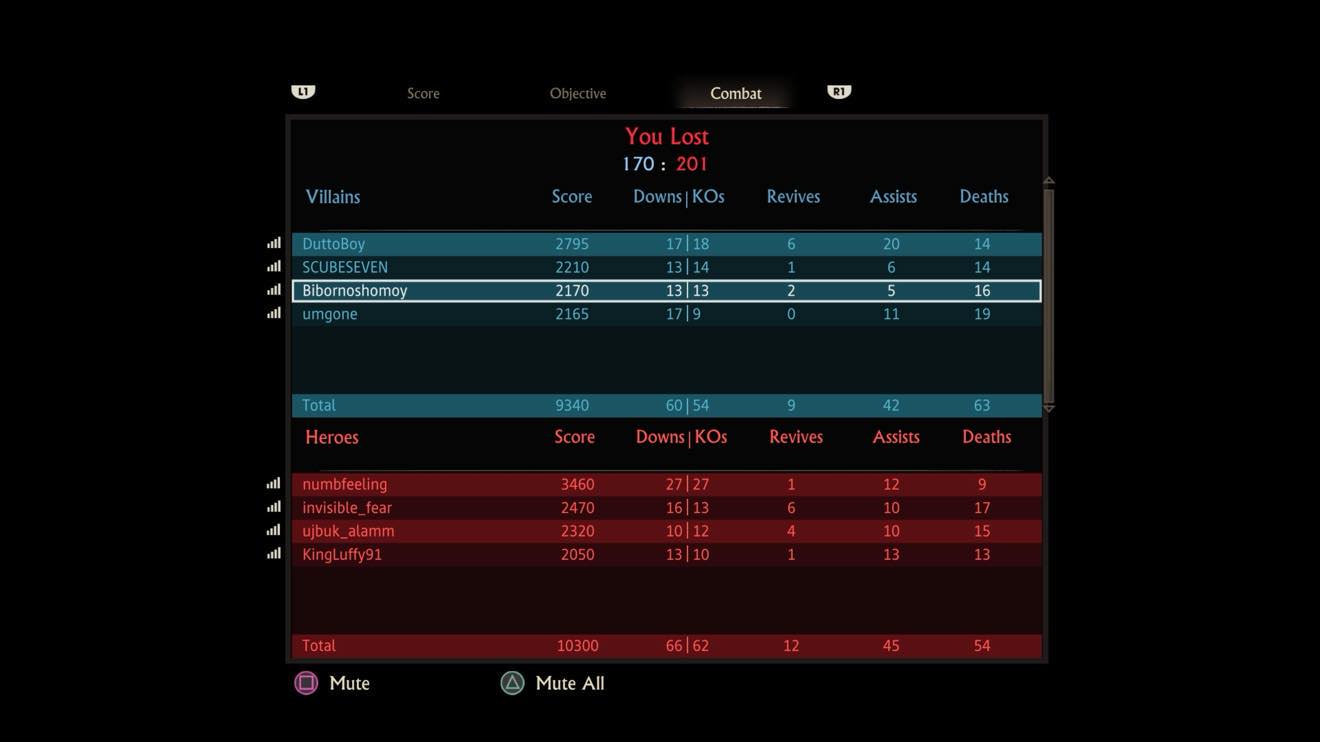 L1 Score Objective Combat R1
You Lost
170 : 201
Villains Score Downs | KOs Revives Assists Deaths
DuttoBoy 2795 17 | 18 6 20 14
SCUBESEVEN 2210 13 | 14 1 6 14
Bibornoshomoy 2170 13 | 13 2 5 16
umgone 2165 17 | 9 0 11 19
Total 9340 60 | 54 9 42 63
Heroes Score Downs | KOs Revives Assists Deaths
numbfeeling 3460 27 | 27 1 12 9
invisible_fear 2470 16 | 13 6 10 17
ujbuk_alamm 2320 10 | 12 4 10 15
KingLuffy91 2050 13 | 10 1 13 13
Total 10300 66 | 62 12 45 54
Mute Mute All